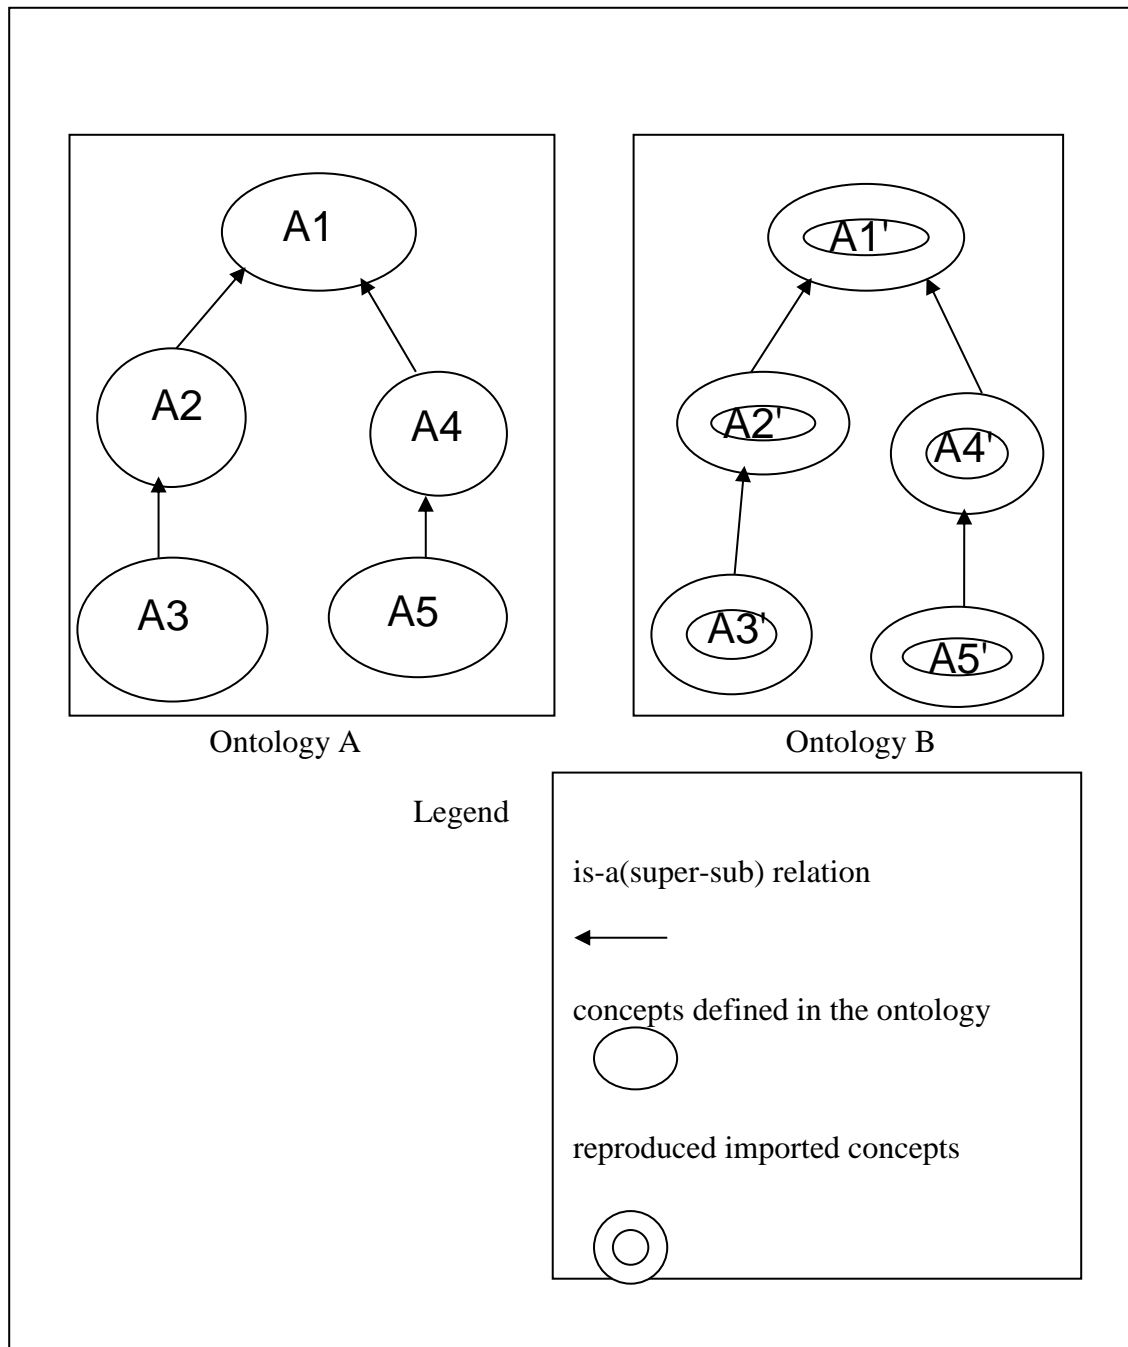 A1
A2
A4
A3
A5
Ontology A
A1'
A2'
A4'
A3'
A5'
Ontology B
Legend
is-a(super-sub) relation
concepts defined in the ontology
reproduced imported concepts